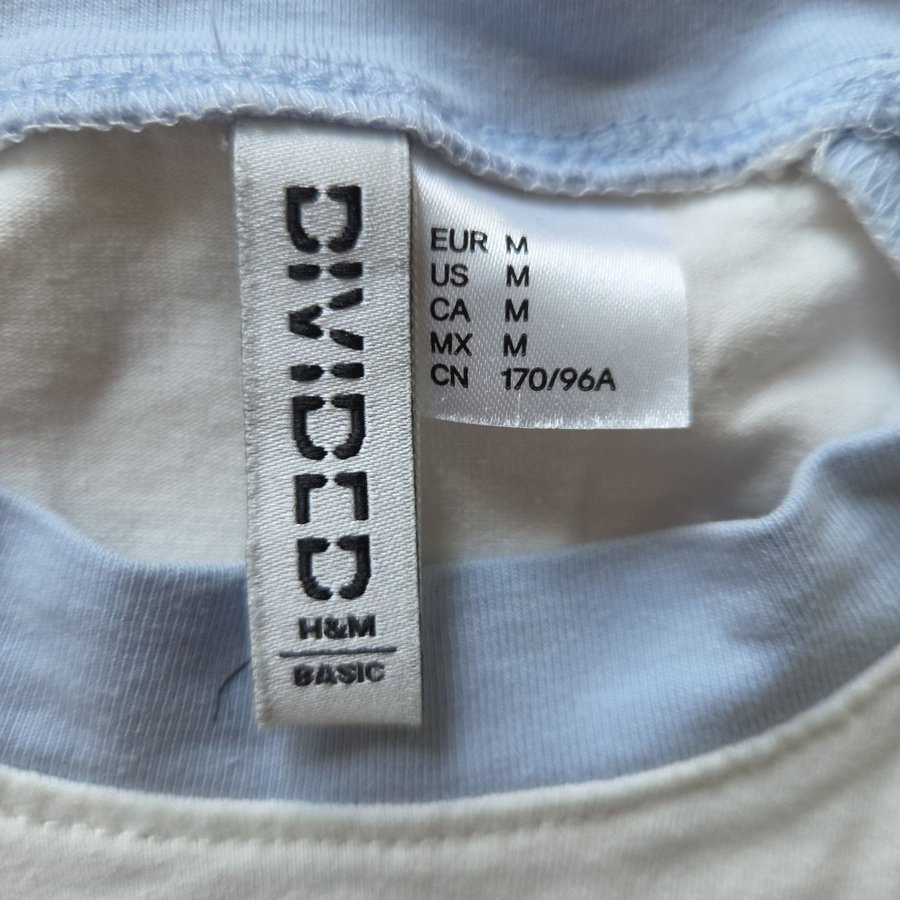 DIVIDED
H&M
BASIC
EUR M
US M
CA M
MX M
CN 170/96A